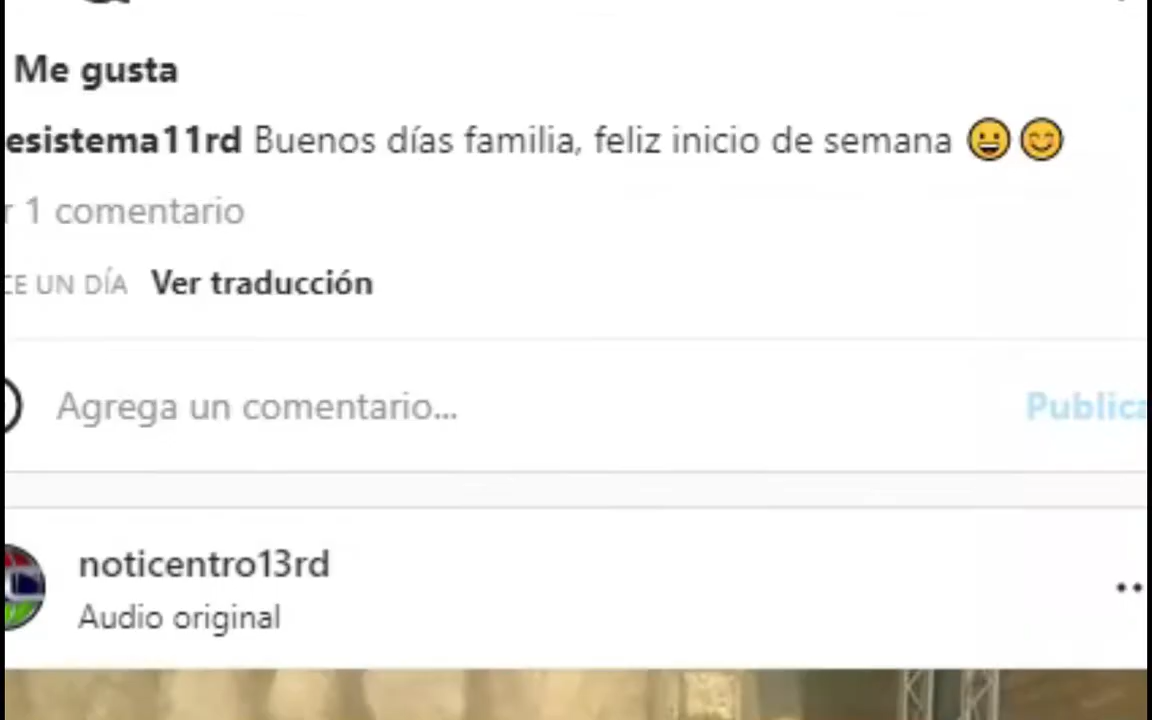 Me gusta
esistema11rd Buenos días familia, feliz inicio de semana 😀😊
1 comentario
UN DÍA Ver traducción
Agrega un comentario...
Publica
noticentro13rd
Audio original